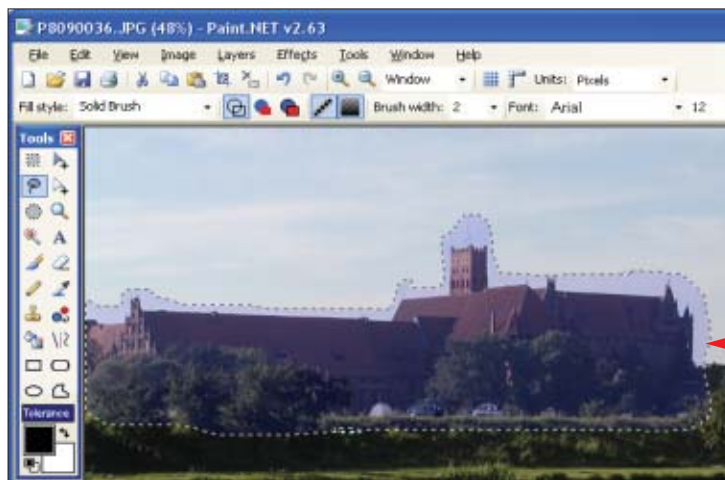 P8090036.JPG (48%) - Paint.NET v2.63
File Edit View Image Layers Effects Tools Window Help
Window Units: Pixels
Fill style: Solid Brush Brush width: 2 Font: Arial 12
Tools
A
Tolerance